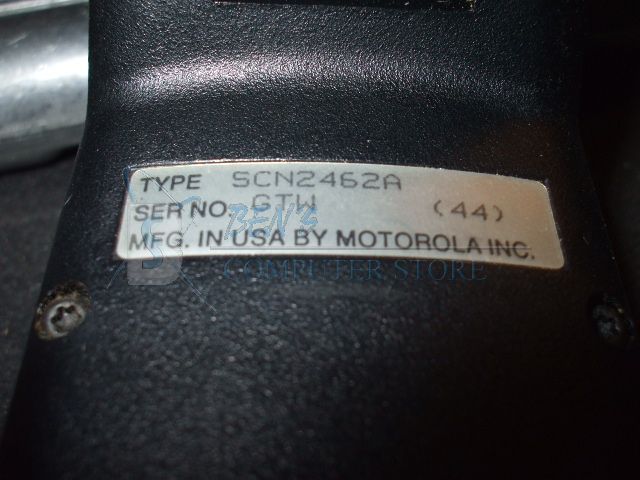 TYPE SCN2462A
SER NO. GTW (44)
MFG. IN USA BY MOTOROLA INC.
BEN'S
COMPUTER STORE